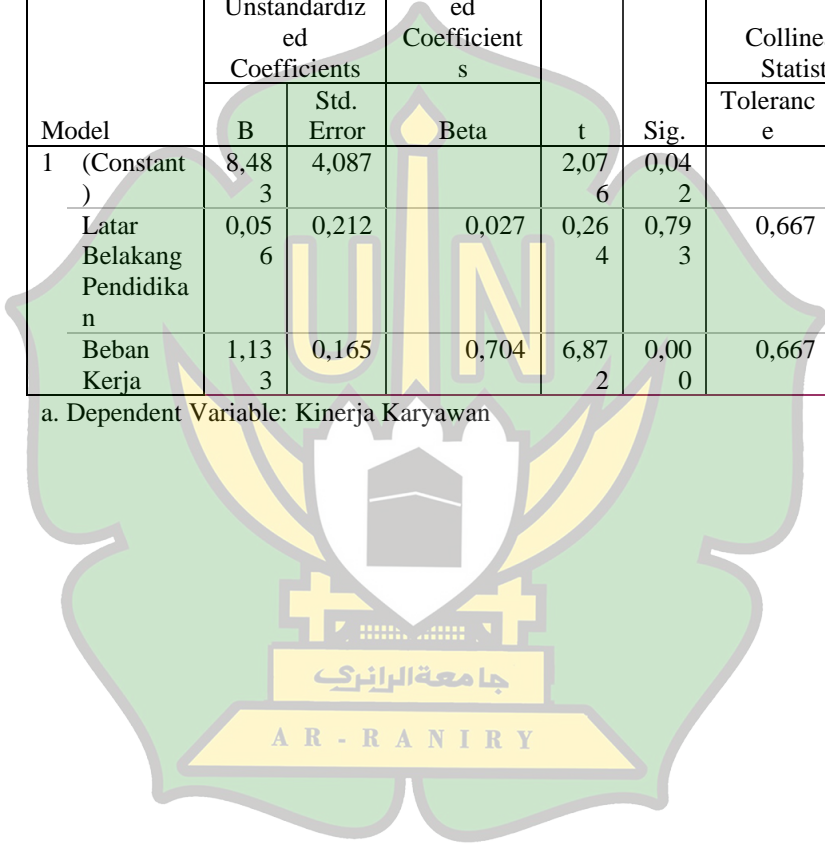 Unstandardiz
ed
Coefficients
ed
Coefficient
s
Colline
Statist
Model
B
Std.
Error
Beta
t
Sig.
Toleranc
e
1 (Constant
)
8,48
3
4,087
2,07
6
0,04
2
Latar
Belakang
Pendidika
n
0,05
6
0,212
0,027
0,26
4
0,79
3
0,667
Beban
Kerja
1,13
3
0,165
0,704
6,87
2
0,00
0
0,667
a. Dependent Variable: Kinerja Karyawan
UIN
جامعة الرانري
AR-RANIRY